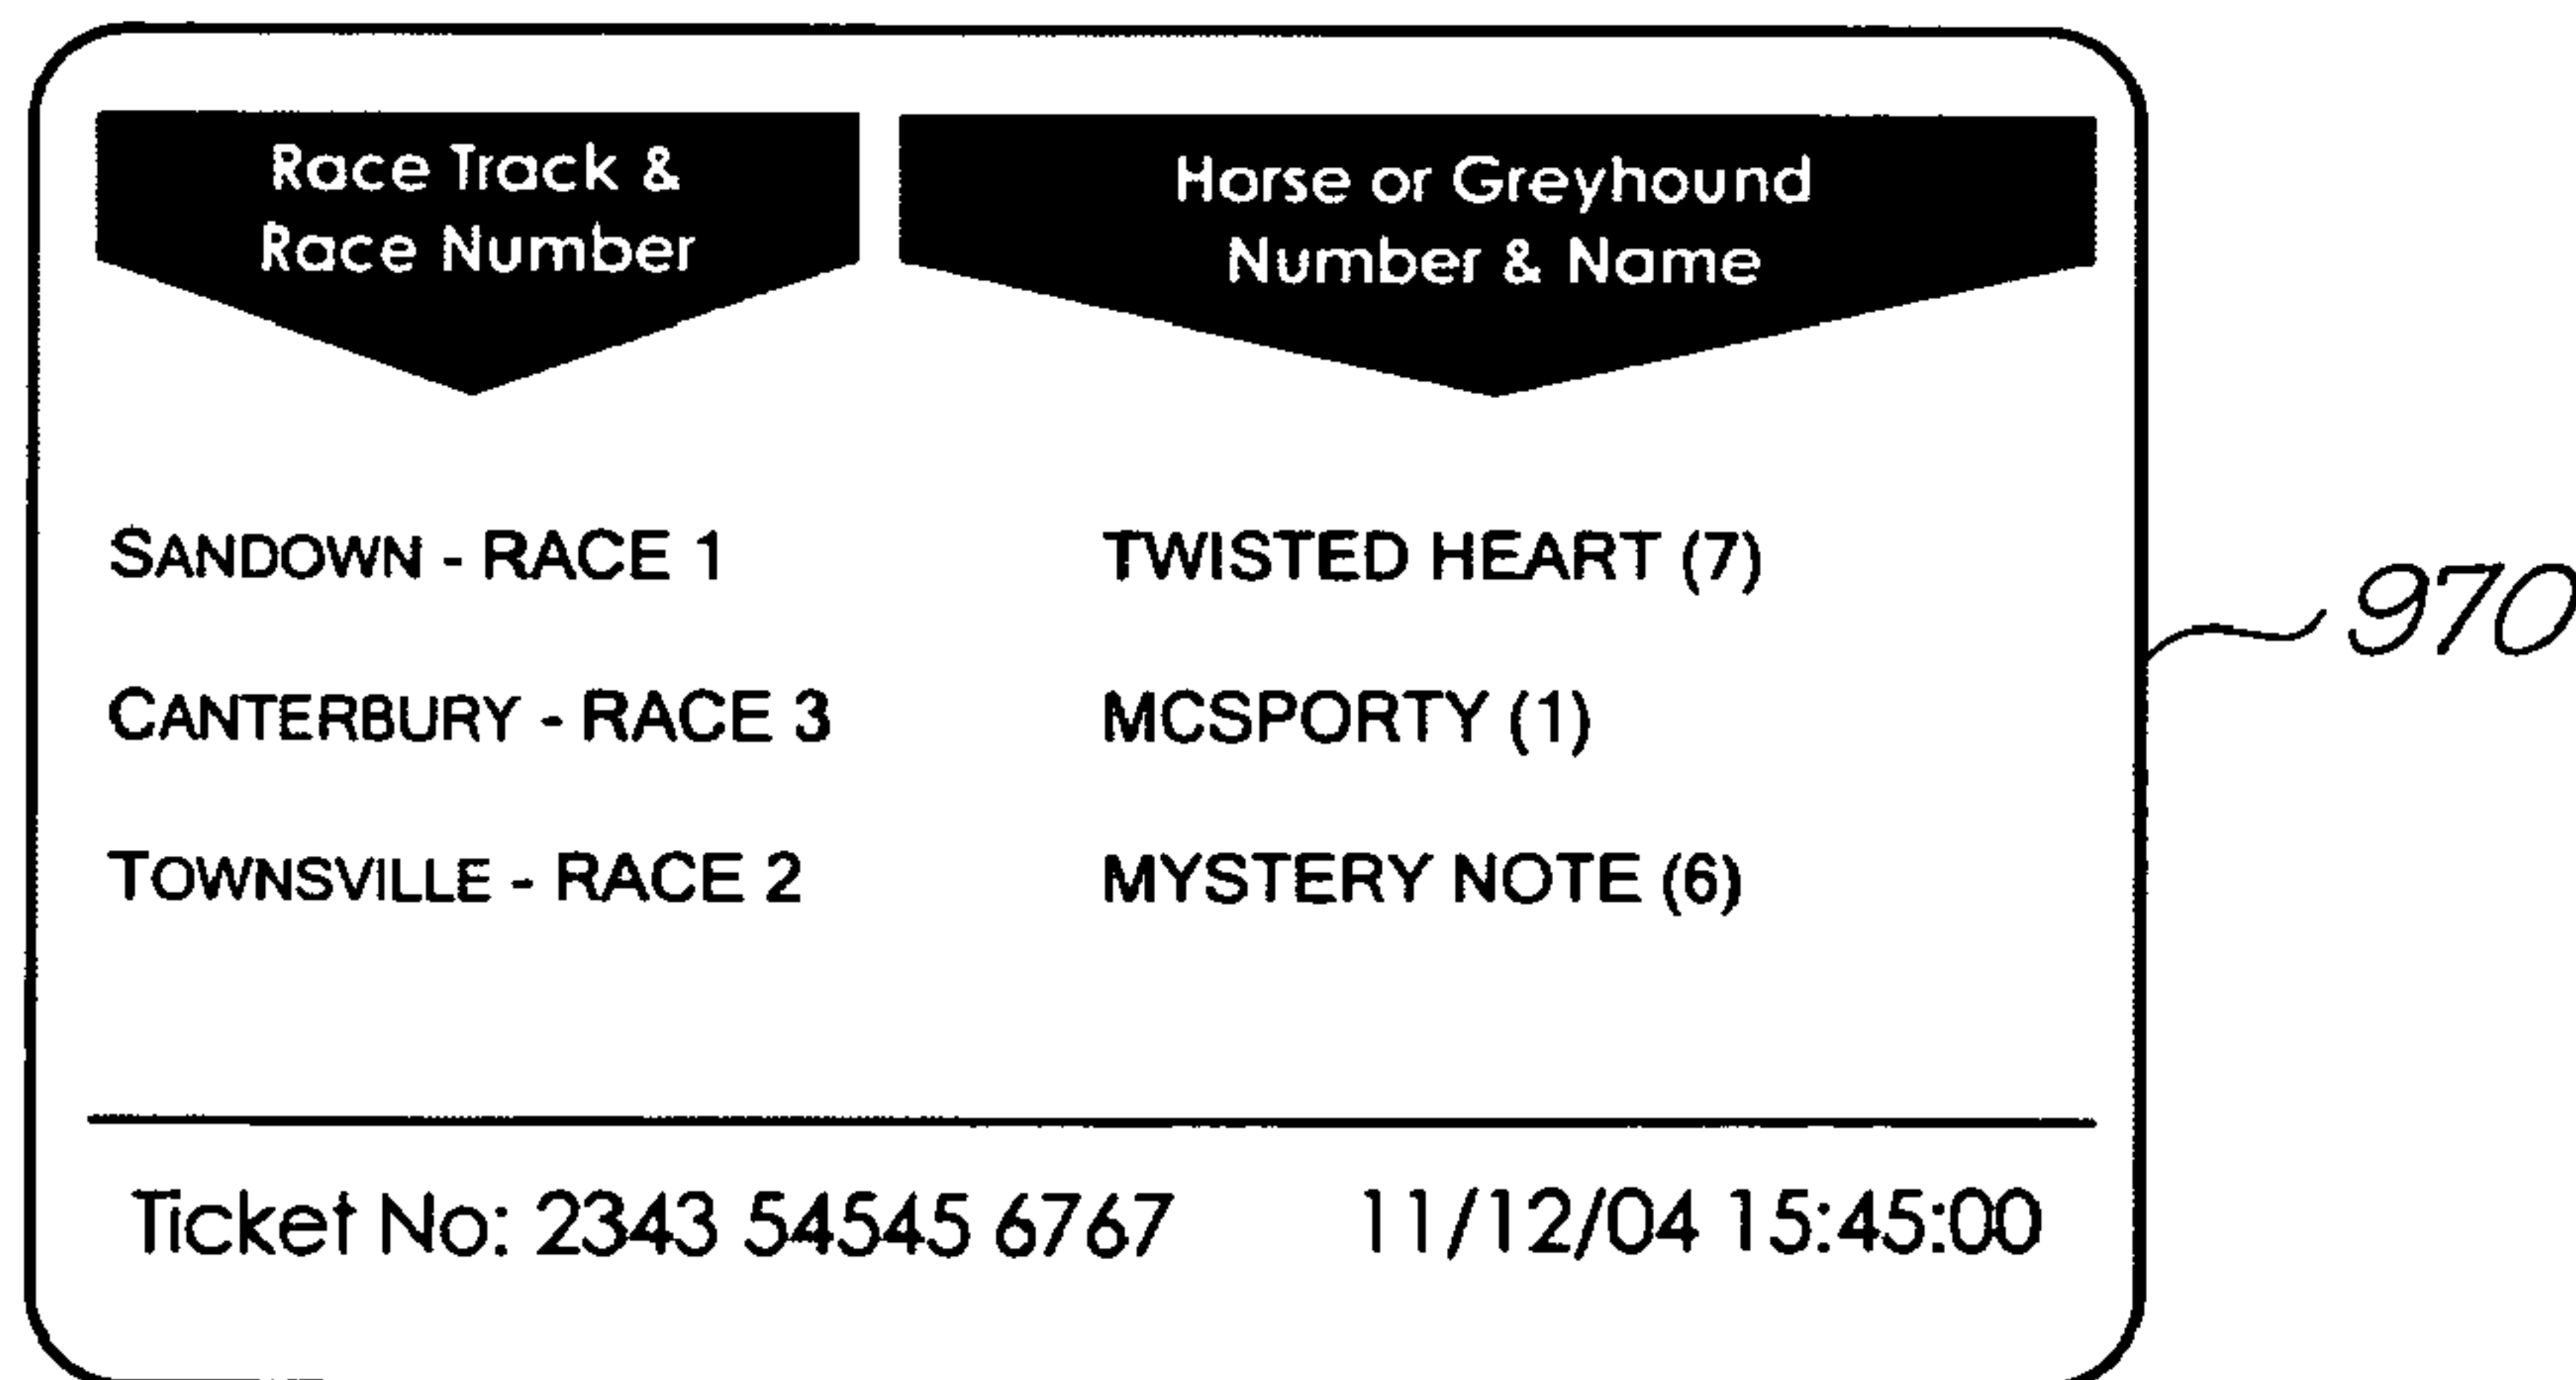 Race Track &
Race Number
Horse or Greyhound
Number & Name
SANDOWN - RACE 1 TWISTED HEART (7)
CANTERBURY - RACE 3 MCSPORTY (1)
TOWNSVILLE - RACE 2 MYSTERY NOTE (6)
970
Ticket No: 2343 54545 6767 11/12/04 15:45:00